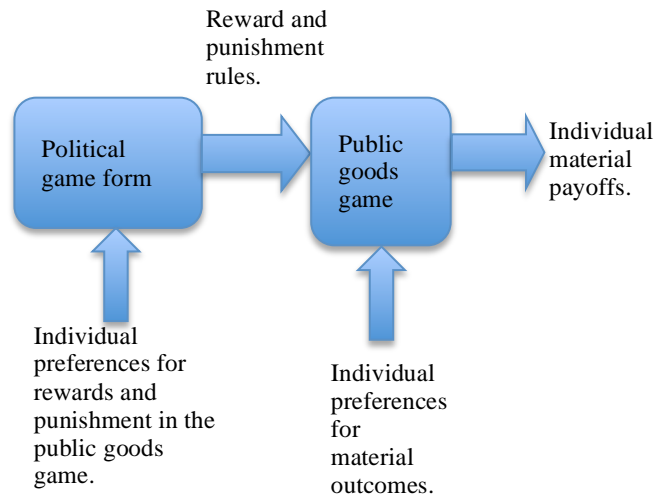 Reward and
punishment
rules.
Political
game form
Public
goods
game
Individual
material
payoffs.
Individual
preferences for
rewards and
punishment in the
public goods
game.
Individual
preferences
for
material
outcomes.